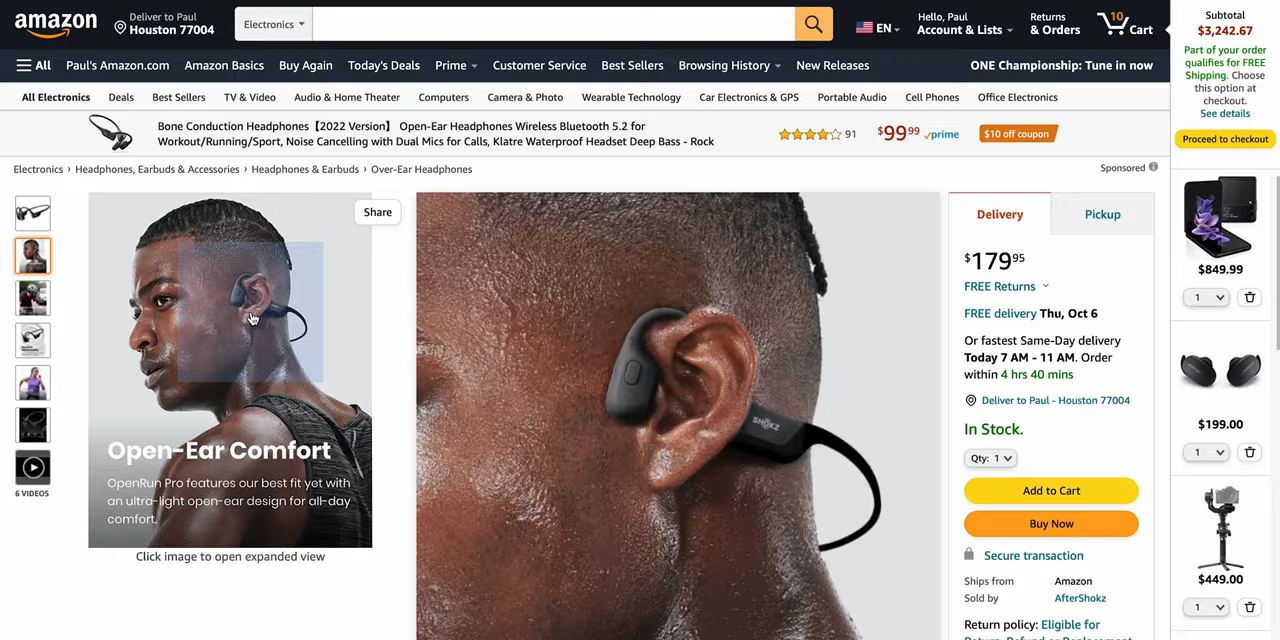 amazon
Deliver to Paul
Houston 77004
Electronics
EN
Hello, Paul
Account & Lists
Returns
& Orders
10
Cart
All
Paul's Amazon.com
Amazon Basics
Buy Again
Today's Deals
Prime
Customer Service
Best Sellers
Browsing History
New Releases
ONE Championship: Tune in now
All Electronics
Deals
Best Sellers
TV & Video
Audio & Home Theater
Computers
Camera & Photo
Wearable Technology
Car Electronics & GPS
Portable Audio
Cell Phones
Office Electronics
Bone Conduction Headphones【2022 Version】 Open-Ear Headphones Wireless Bluetooth 5.2 for
Workout/Running/Sport, Noise Cancelling with Dual Mics for Calls, Klatre Waterproof Headset Deep Bass - Rock
91
$99 99
prime
$10 off coupon
Electronics › Headphones, Earbuds & Accessories › Headphones & Earbuds › Over-Ear Headphones
Sponsored
Share
Open-Ear Comfort
OpenRun Pro features our best fit yet with
an ultra-light open-ear design for all-day
comfort.
Click image to open expanded view
6 VIDEOS
SHOKZ
Delivery
Pickup
$179 95
FREE Returns
FREE delivery Thu, Oct 6
Or fastest Same-Day delivery
Today 7 AM - 11 AM. Order
within 4 hrs 40 mins
Deliver to Paul - Houston 77004
In Stock.
Qty: 1
Add to Cart
Buy Now
Secure transaction
Ships from Amazon
Sold by AfterShokz
Return policy: Eligible for
Return, Refund or Replacement
Subtotal
$3,242.67
Part of your order
qualifies for FREE
Shipping. Choose
this option at
checkout.
See details
Proceed to checkout
$849.99
1
$199.00
1
$449.00
1